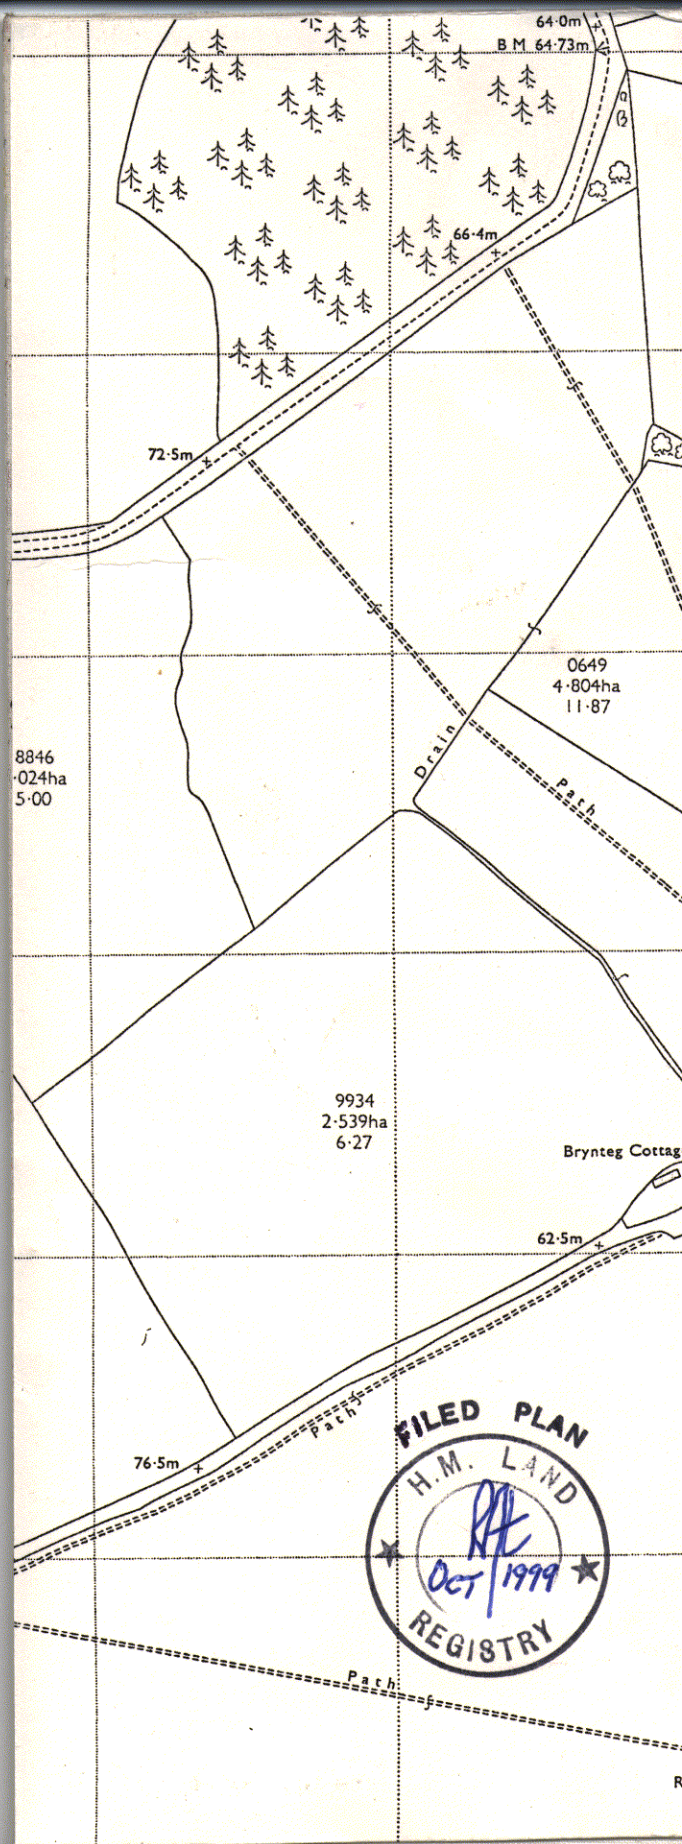 64·0m
B M 64·73m
66·4m
72·5m
0649
4·804ha
11·87
Drain
8846
·024ha
5·00
Path
9934
2·539ha
6·27
Brynteg Cottag
62·5m
Path
76·5m
FILED PLAN
H.M. LAND
OCT 1999
REGISTRY
Path
R